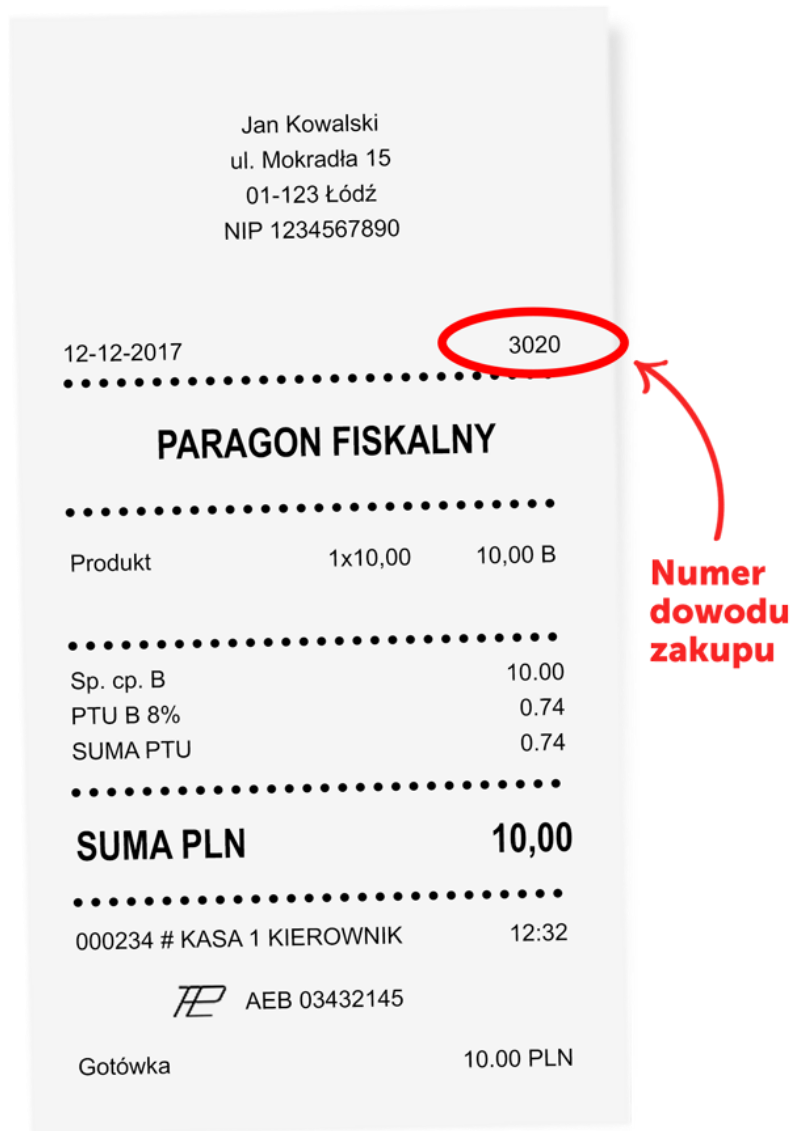 Jan Kowalski
ul. Mokradła 15
01-123 Łódź
NIP 1234567890
12-12-2017 3020
PARAGON FISKALNY
Produkt 1x10,00 10,00 B
Sp. cp. B 10.00
PTU B 8% 0.74
SUMA PTU 0.74
SUMA PLN 10,00
000234 # KASA 1 KIEROWNIK 12:32
AEB 03432145
Gotówka 10.00 PLN
Numer
dowodu
zakupu